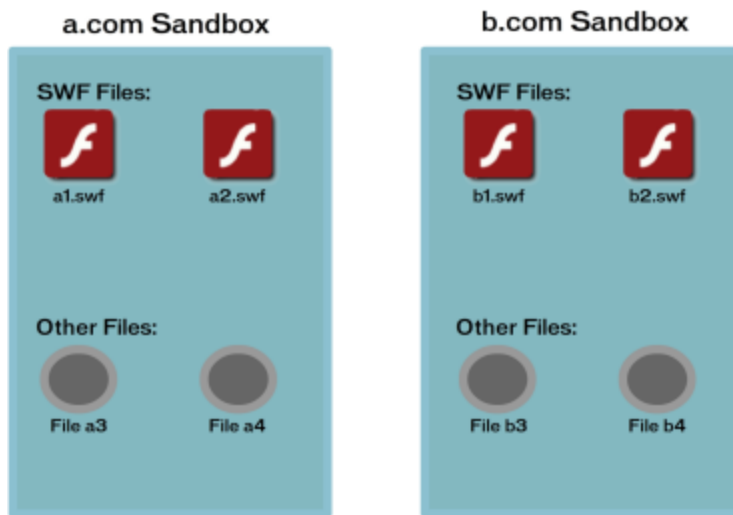 a.com Sandbox
SWF Files:
a1.swf
a2.swf
Other Files:
File a3
File a4
b.com Sandbox
SWF Files:
b1.swf
b2.swf
Other Files:
File b3
File b4